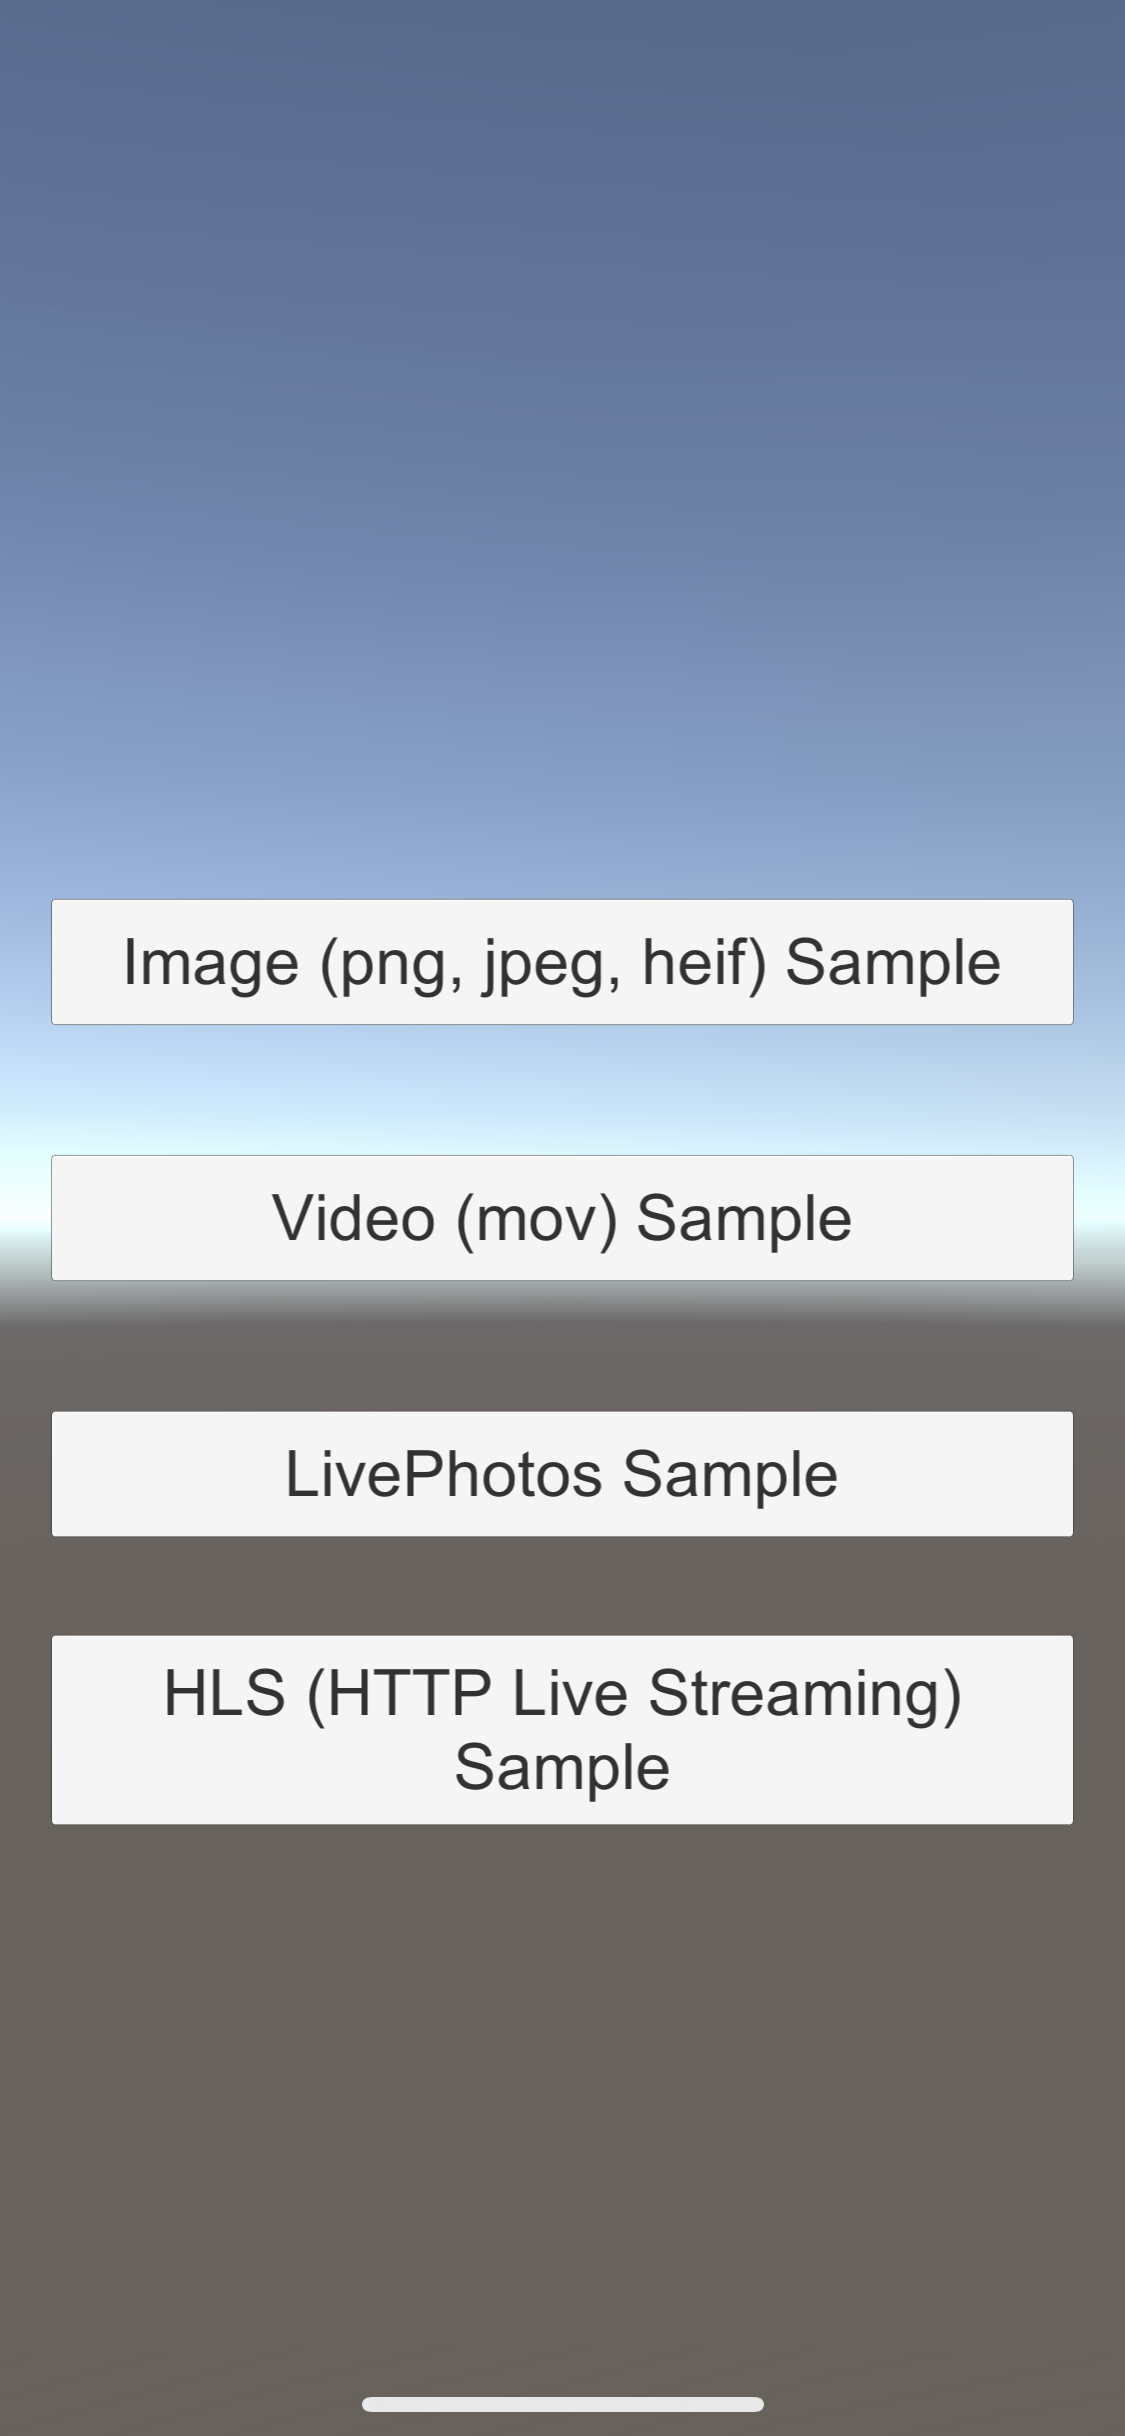 Image (png, jpeg, heif) Sample
Video (mov) Sample
LivePhotos Sample
HLS (HTTP Live Streaming)
Sample